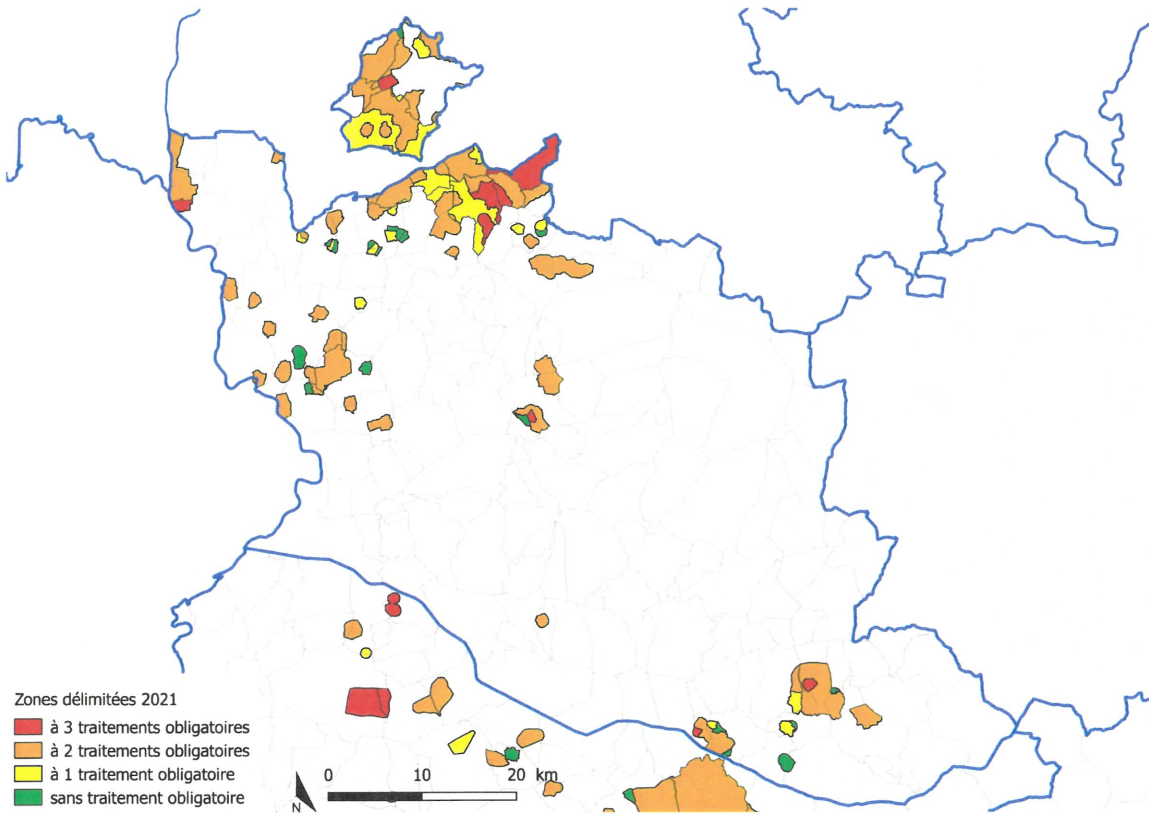 Zones délimitées 2021
à 3 traitements obligatoires
à 2 traitements obligatoires
à 1 traitement obligatoire
sans traitement obligatoire
N
0 10 20 km